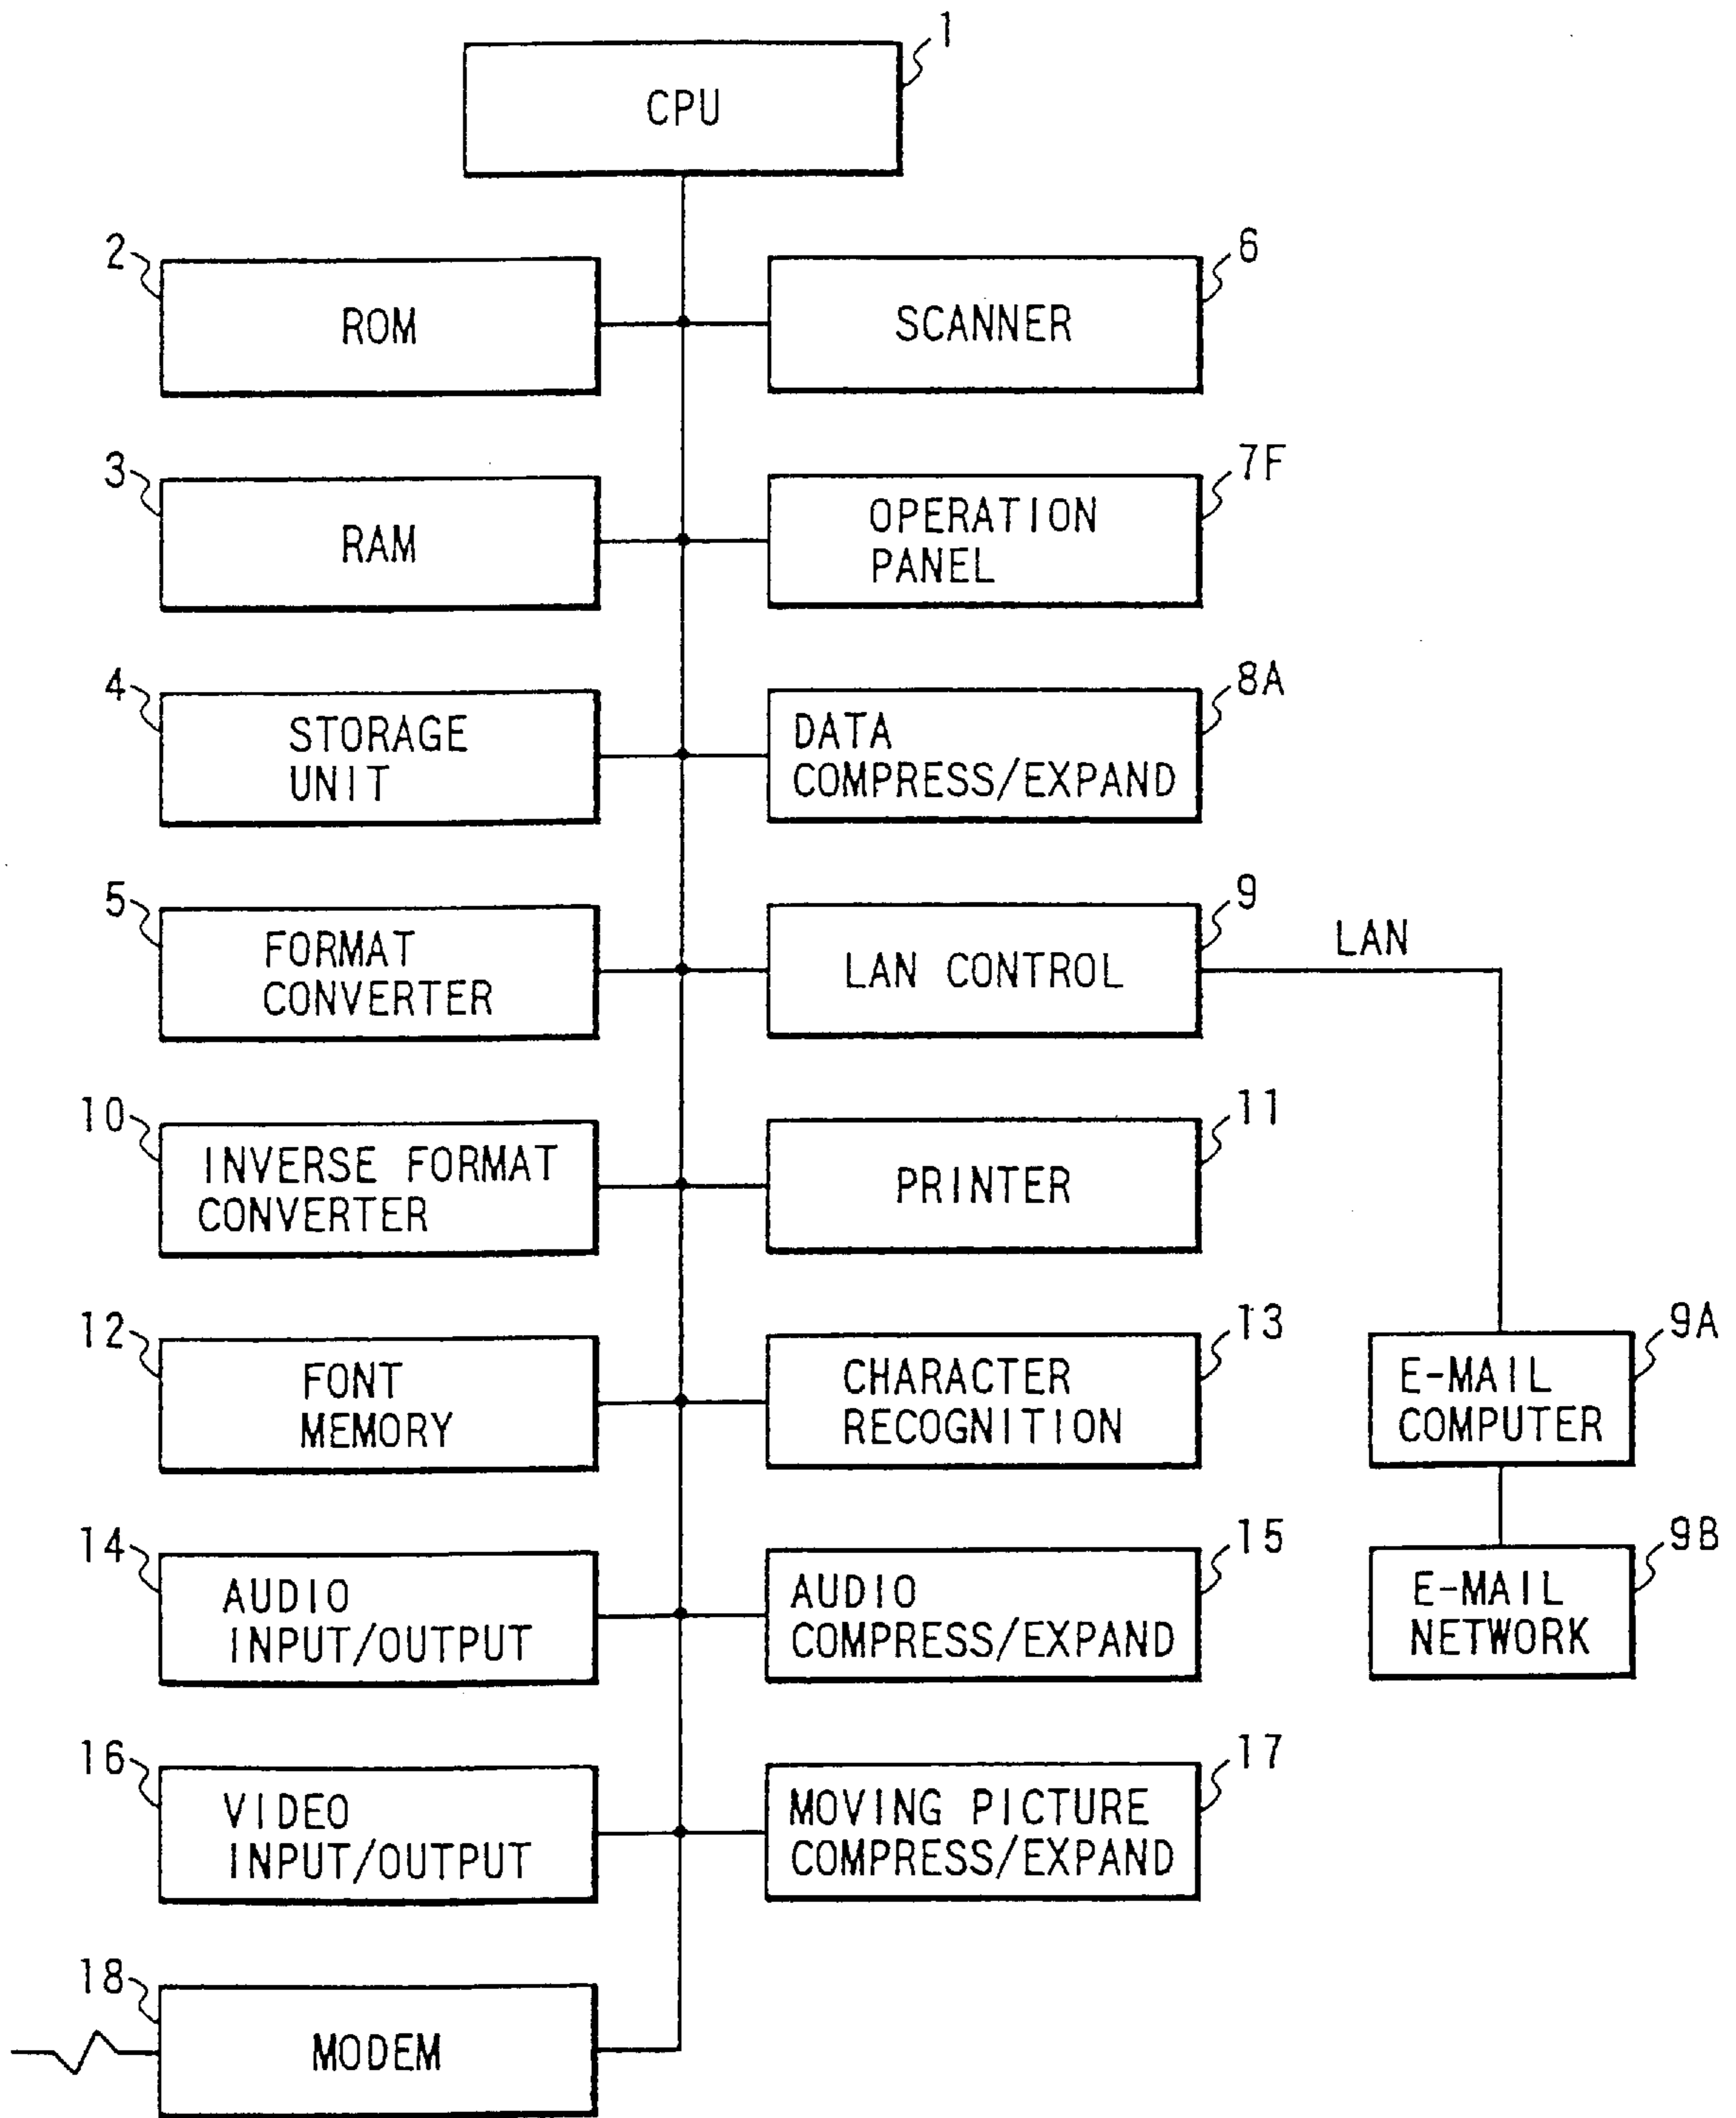 1
CPU
2
ROM
6
SCANNER
3
RAM
7F
OPERATION
PANEL
4
STORAGE
UNIT
8A
DATA
COMPRESS/EXPAND
5
FORMAT
CONVERTER
9
LAN CONTROL
LAN
10
INVERSE FORMAT
CONVERTER
11
PRINTER
12
FONT
MEMORY
13
CHARACTER
RECOGNITION
9A
E-MAIL
COMPUTER
14
AUDIO
INPUT/OUTPUT
15
AUDIO
COMPRESS/EXPAND
9B
E-MAIL
NETWORK
16
VIDEO
INPUT/OUTPUT
17
MOVING PICTURE
COMPRESS/EXPAND
18
MODEM